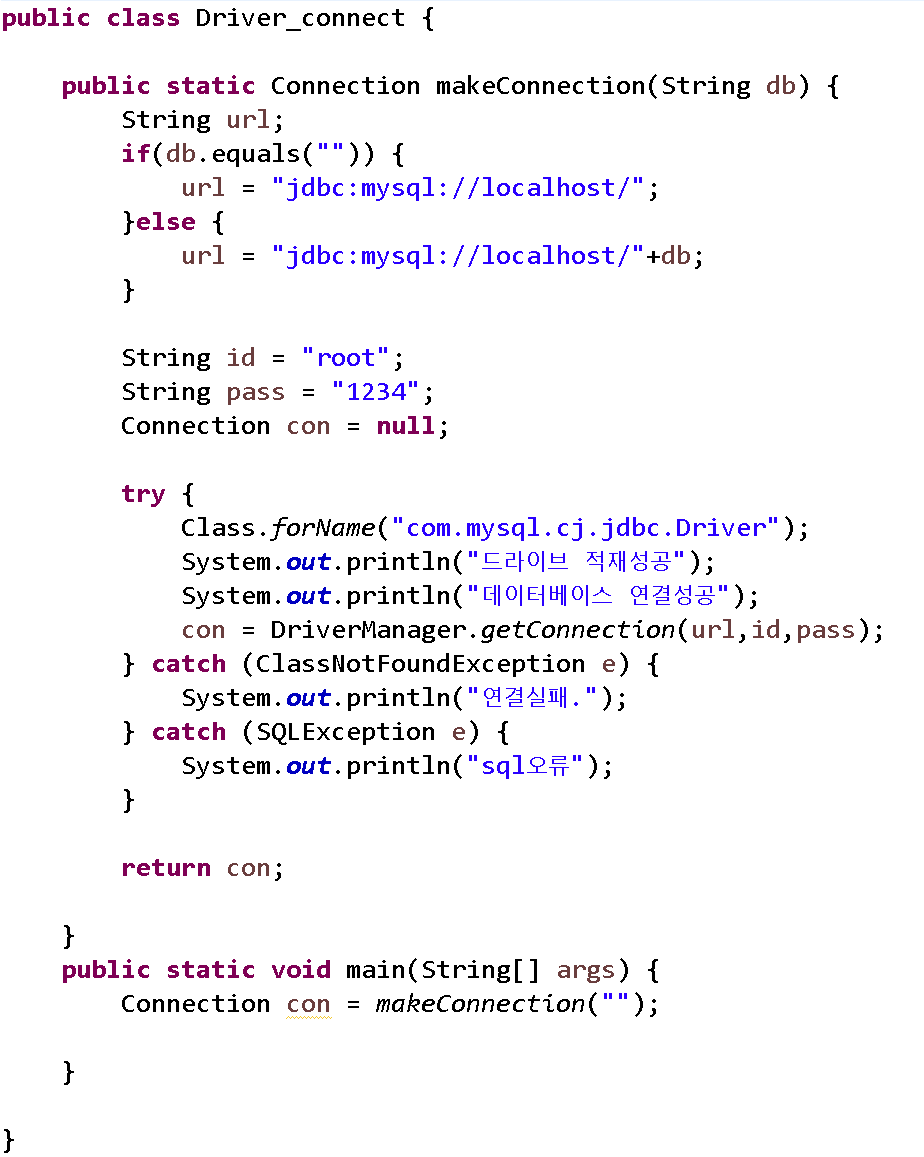 public class Driver_connect {
public static Connection makeConnection(String db) {
String url;
if(db.equals("")) {
url = "jdbc:mysql://localhost/";
}else {
url = "jdbc:mysql://localhost/"+db;
}
String id = "root";
String pass = "1234";
Connection con = null;
try {
Class.forName("com.mysql.cj.jdbc.Driver");
System.out.println("드라이브 적재성공");
System.out.println("데이터베이스 연결성공");
con = DriverManager.getConnection(url,id,pass);
} catch (ClassNotFoundException e) {
System.out.println("연결실패.");
} catch (SQLException e) {
System.out.println("sql오류");
}
return con;
}
public static void main(String[] args) {
Connection con = makeConnection("");
}
}